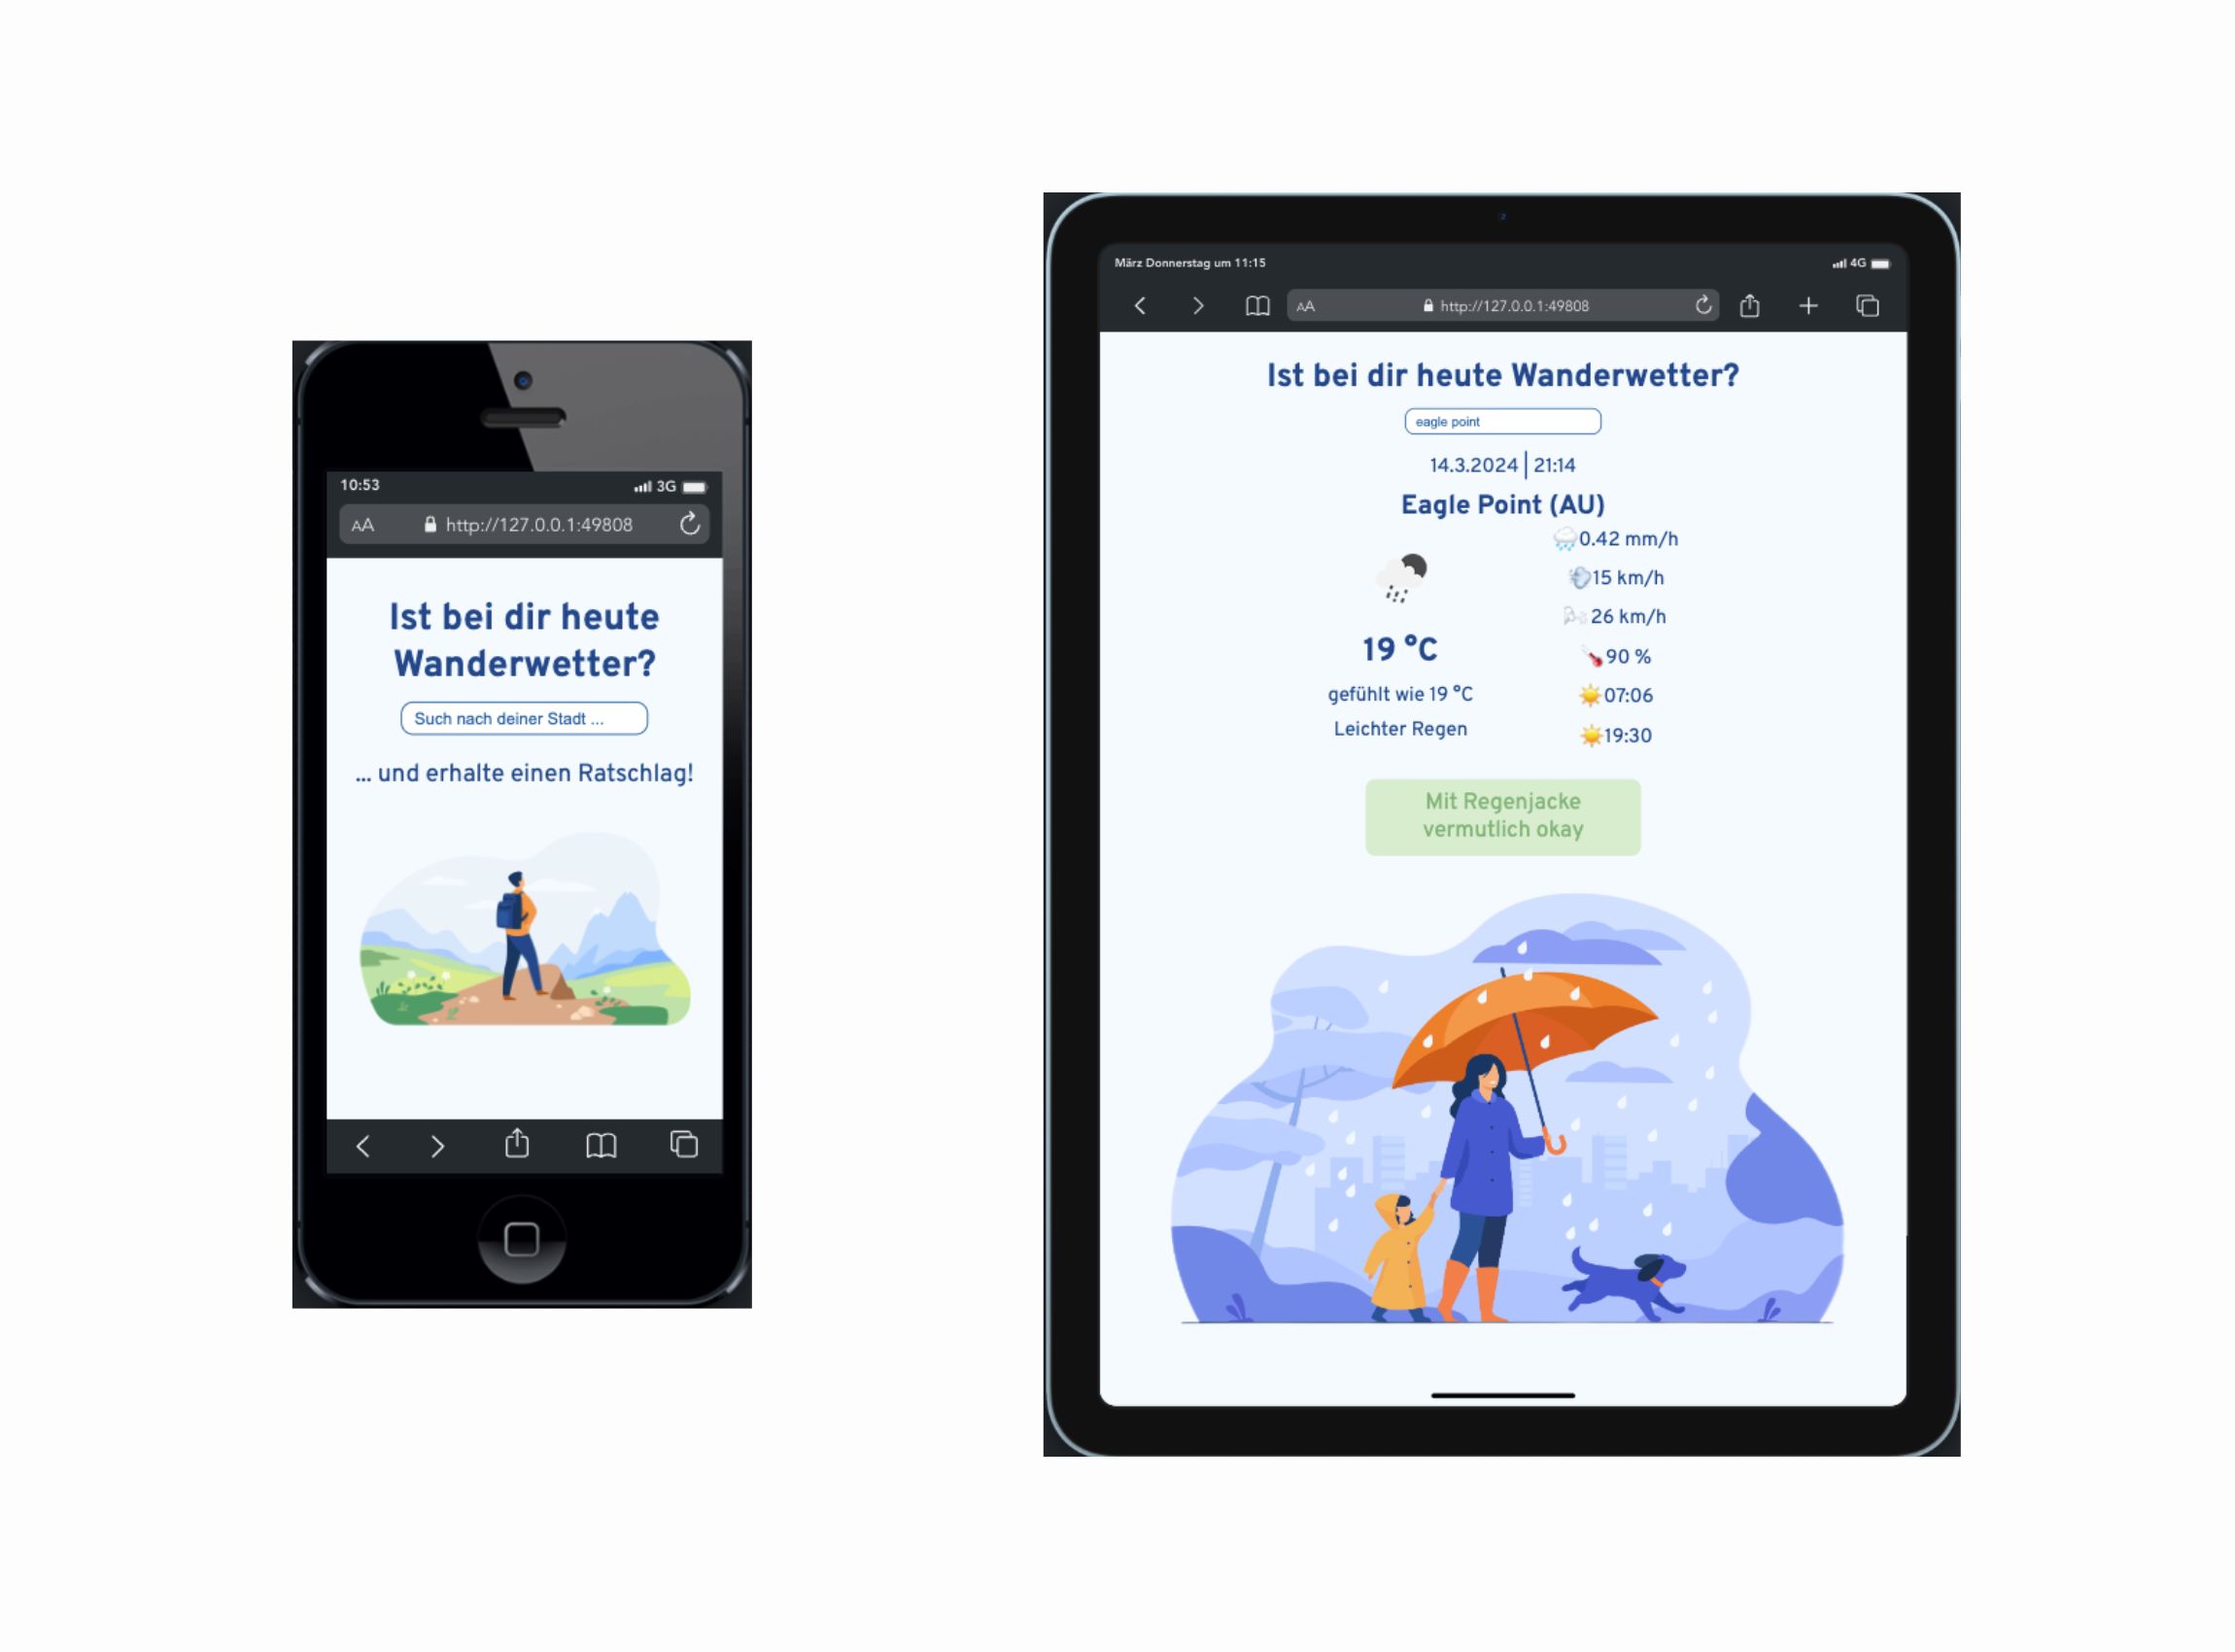 10:53
3G
AA
http://127.0.0.1:49808
Ist bei dir heute
Wanderwetter?
Such nach deiner Stadt ...
... und erhalte einen Ratschlag!
März Donnerstag um 11:15
4G
AA
http://127.0.0.1:49808
Ist bei dir heute Wanderwetter?
eagle point
14.3.2024 | 21:14
Eagle Point (AU)
0.42 mm/h
15 km/h
26 km/h
90 %
07:06
19:30
19 °C
gefühlt wie 19 °C
Leichter Regen
Mit Regenjacke
vermutlich okay